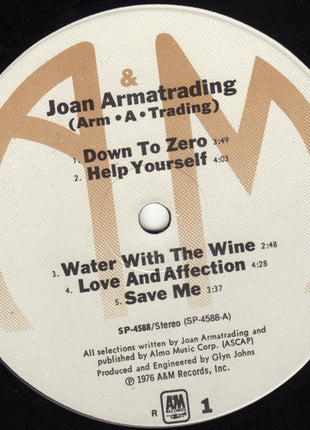 &
Joan Armatrading
(Arm • A • Trading)
1. Down To Zero 3:49
2. Help Yourself 4:03
3. Water With The Wine 2:48
4. Love And Affection 4:28
5. Save Me 3:37
SP-4588/Stereo (SP-4588-A)
All selections written by Joan Armatrading and
published by Almo Music Corp. (ASCAP)
Produced and Engineered by Glyn Johns
℗ 1976 A&M Records, Inc.
A&M
RECORDS
R 1